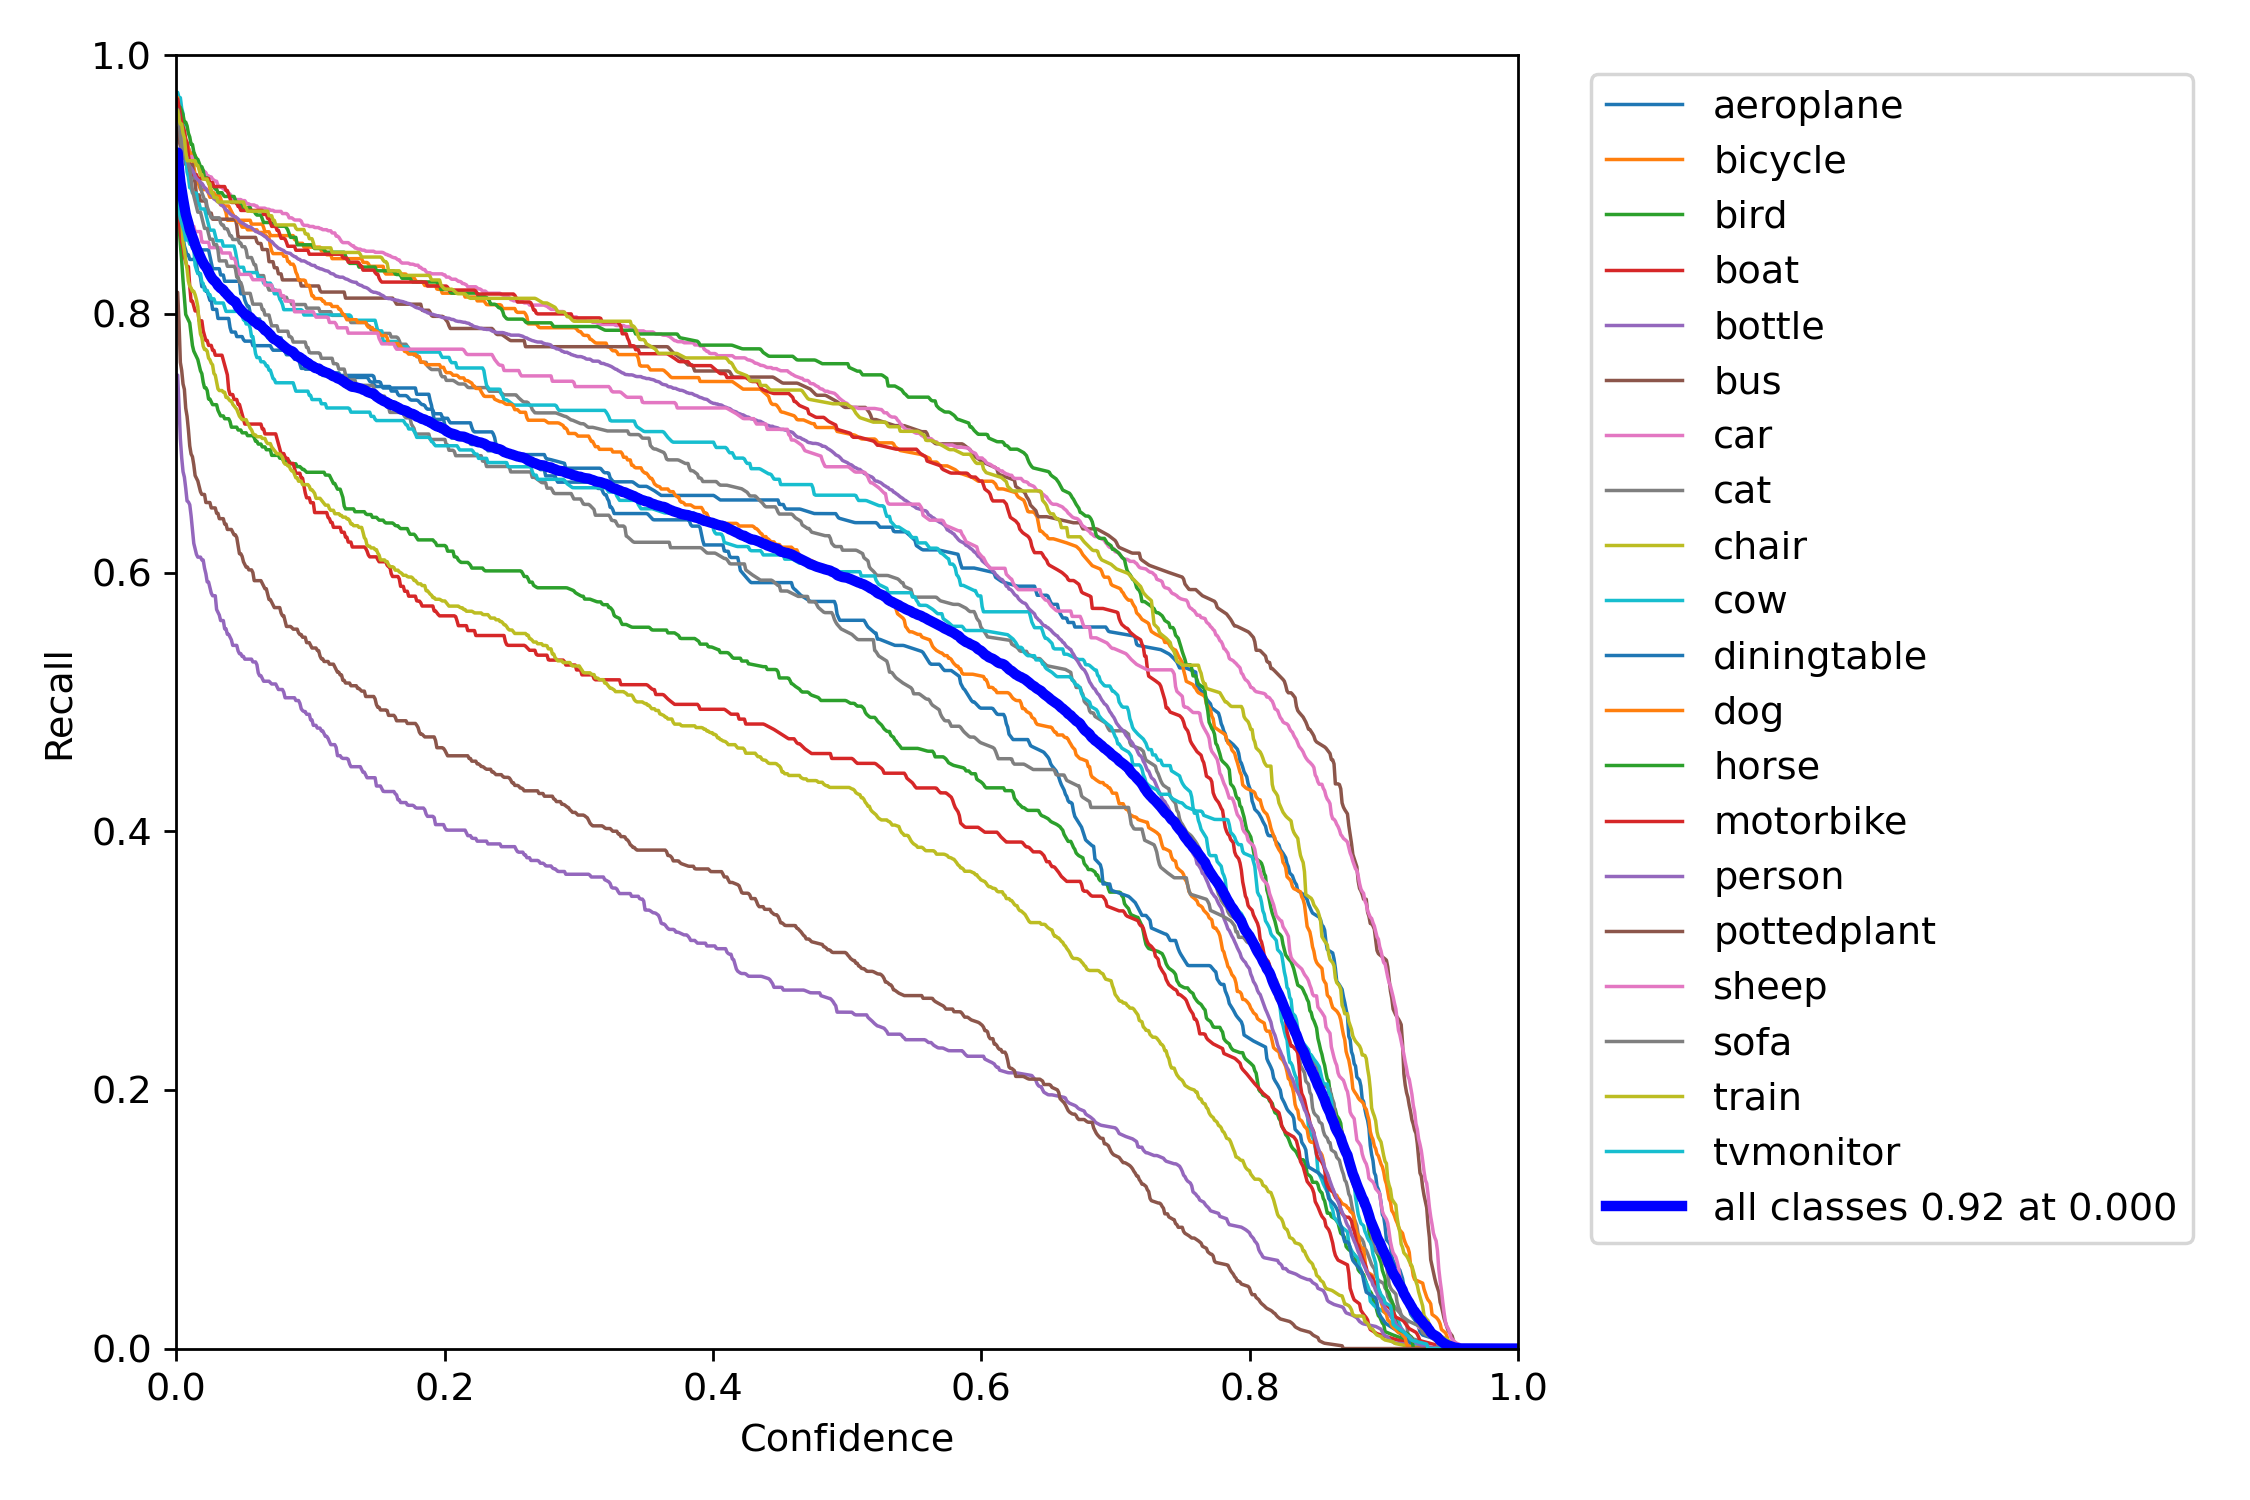 1.0
0.8
0.6
0.4
0.2
0.0
0.0 0.2 0.4 0.6 0.8 1.0
Recall
Confidence
aeroplane
bicycle
bird
boat
bottle
bus
car
cat
chair
cow
diningtable
dog
horse
motorbike
person
pottedplant
sheep
sofa
train
tvmonitor
all classes 0.92 at 0.000